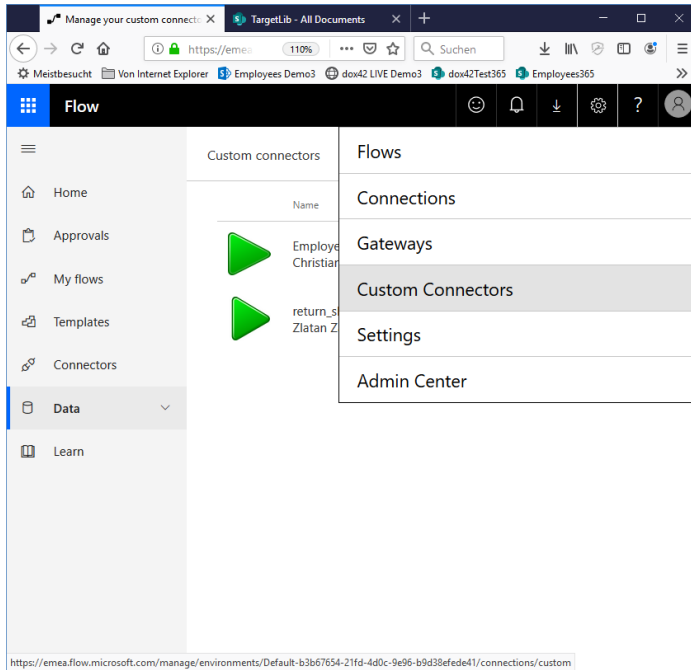 Manage your custom connecto
TargetLib - All Documents
https://emea
110%
Suchen
Meistbesucht
Von Internet Explorer
Employees Demo3
dox42 LIVE Demo3
dox42Test365
Employees365
Flow
?
Custom connectors
Name
Employe
Christian
return_sl
Zlatan Z
Home
Approvals
My flows
Templates
Connectors
Data
Learn
Flows
Connections
Gateways
Custom Connectors
Settings
Admin Center
https://emea.flow.microsoft.com/manage/environments/Default-b3b67654-21fd-4d0c-9e96-b9d38efede41/connections/custom